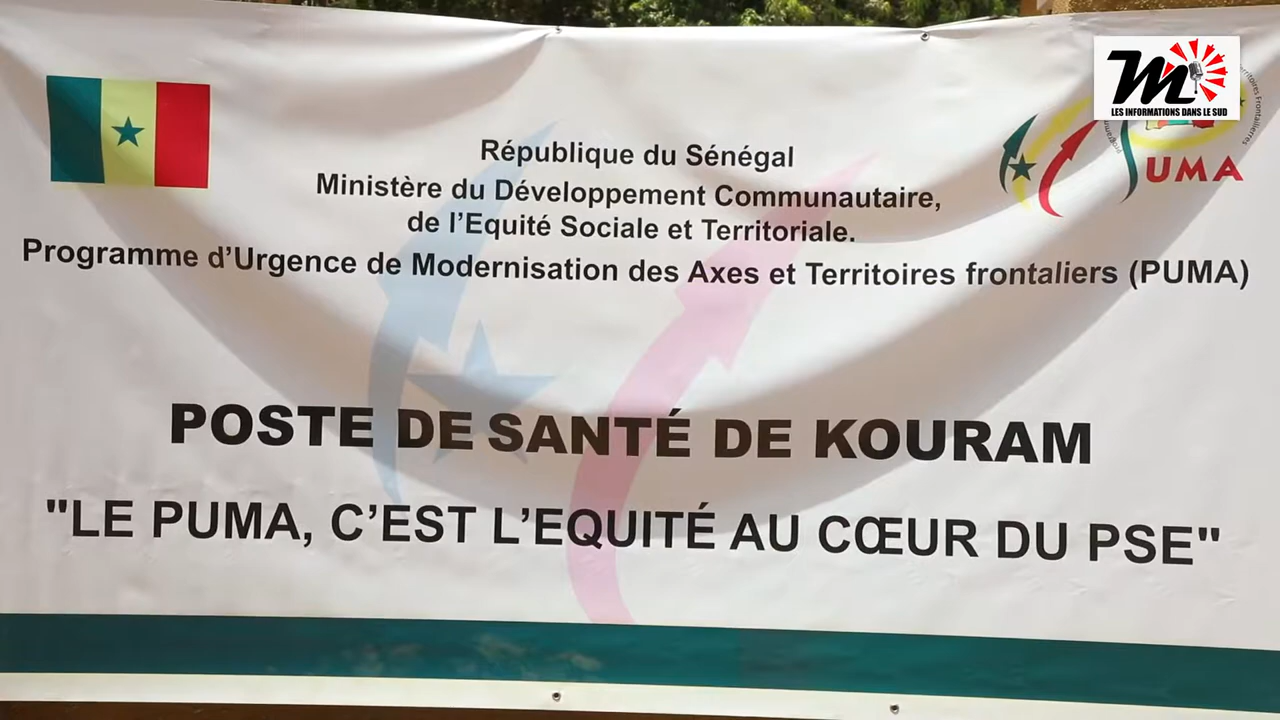 LES INFORMATIONS DANS LE SUD
PUMA
République du Sénégal
Ministère du Développement Communautaire,
de l'Equité Sociale et Territoriale.
Programme d'Urgence de Modernisation des Axes et Territoires frontaliers (PUMA)
POSTE DE SANTÉ DE KOURAM
"LE PUMA, C'EST L'EQUITÉ AU CŒUR DU PSE"